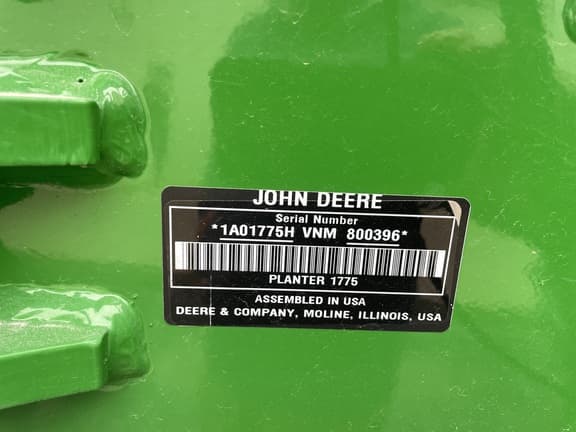 JOHN DEERE
Serial Number
*1A01775H VNM 800396*
PLANTER 1775
ASSEMBLED IN USA
DEERE & COMPANY, MOLINE, ILLINOIS, USA